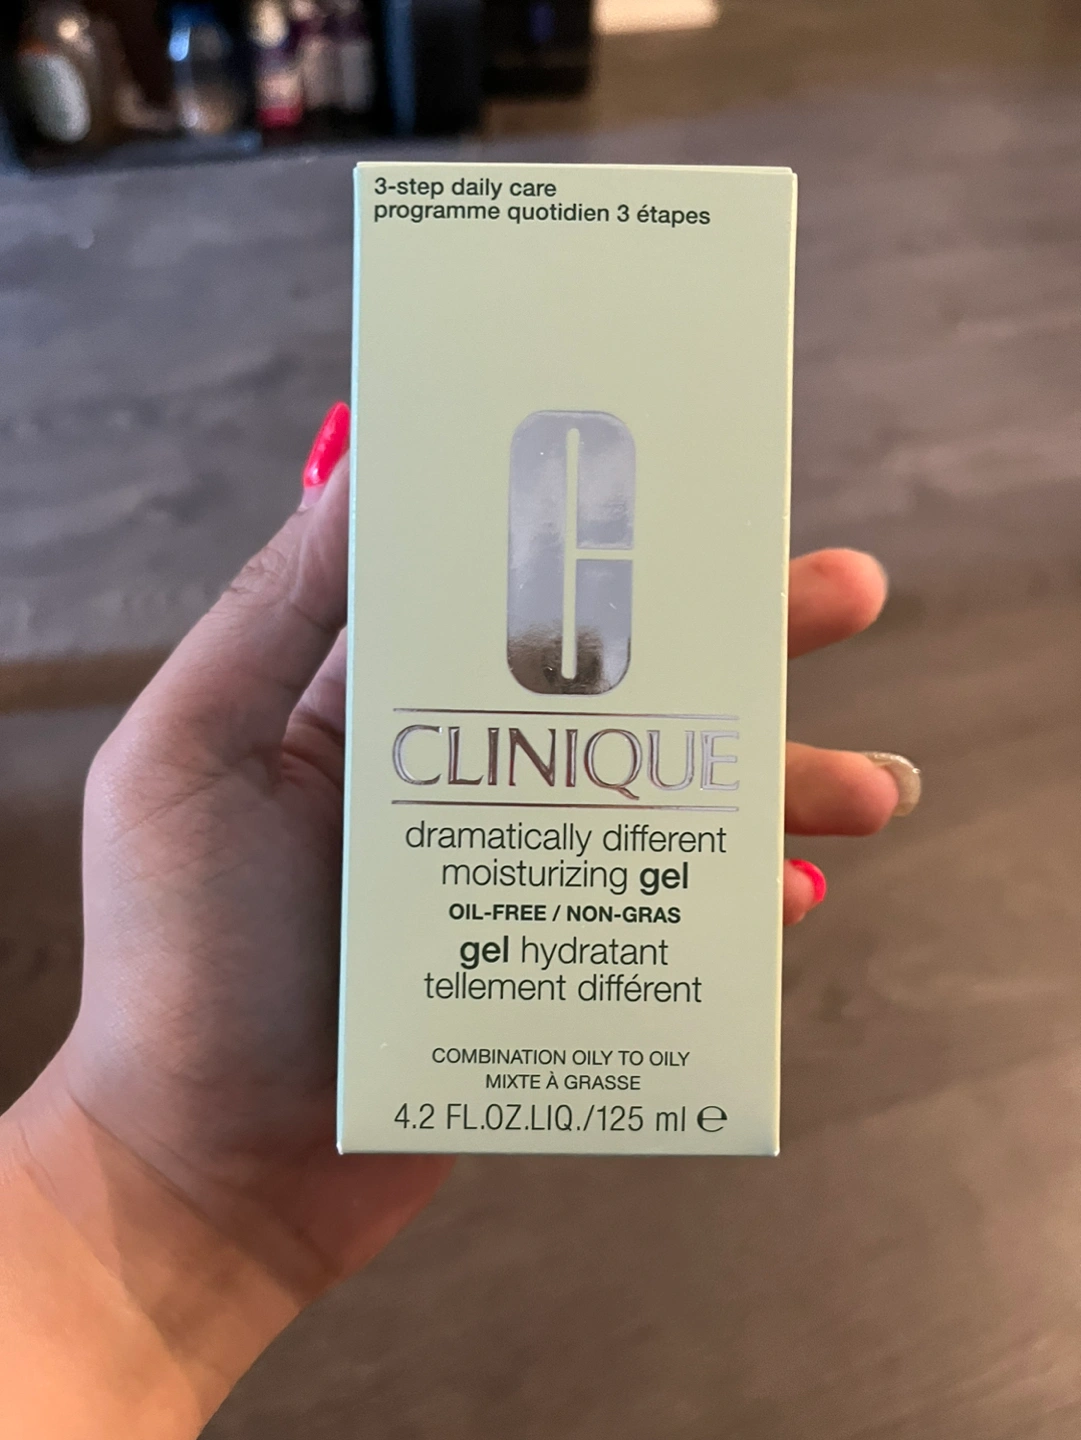 3-step daily care
programme quotidien 3 étapes
CLINIQUE
dramatically different
moisturizing gel
OIL-FREE / NON-GRAS
gel hydratant
tellement différent
COMBINATION OILY TO OILY
MIXTE À GRASSE
4.2 FL.OZ.LIQ./125 ml ℮